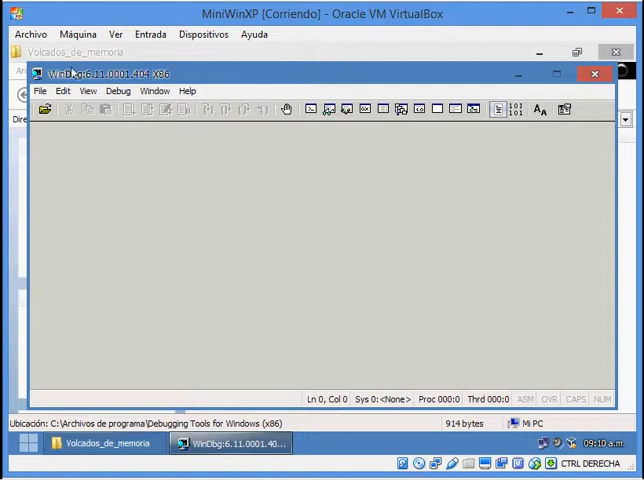 MiniWinXP [Corriendo] - Oracle VM VirtualBox
Archivo Máquina Ver Entrada Dispositivos Ayuda
Volcados_de_memoria
WinDbg:6.11.0001.404 X86
File Edit View Debug Window Help
Dire
Ln 0, Col 0 Sys 0:<None> Proc 000:0 Thrd 000:0 ASM OVR CAPS NUM
Ubicación: C:\Archivos de programa\Debugging Tools for Windows (x86) 914 bytes Mi PC
Volcados_de_memoria WinDbg:6.11.0001.40... 09:10 a.m.
CTRL DERECHA